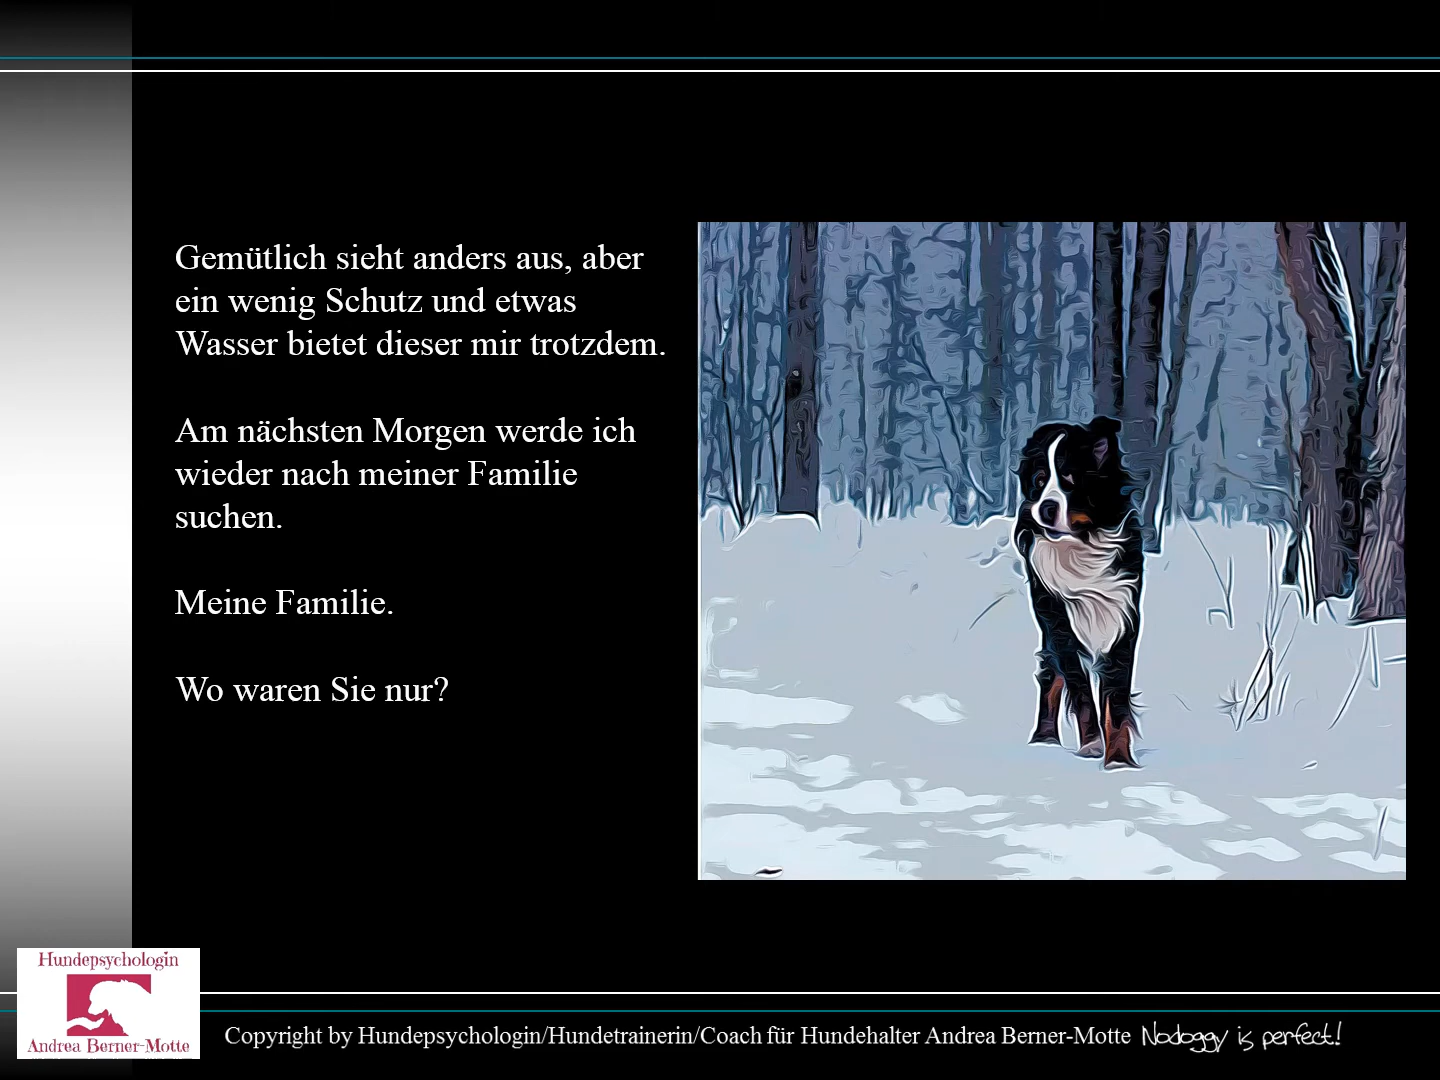 Gemütlich sieht anders aus, aber
ein wenig Schutz und etwas
Wasser bietet dieser mir trotzdem.
Am nächsten Morgen werde ich
wieder nach meiner Familie
suchen.
Meine Familie.
Wo waren Sie nur?
Hundepsychologin
Andrea Berner-Motte
Copyright by Hundepsychologin/Hundetrainerin/Coach für Hundehalter Andrea Berner-Motte Nodoggy is perfect!